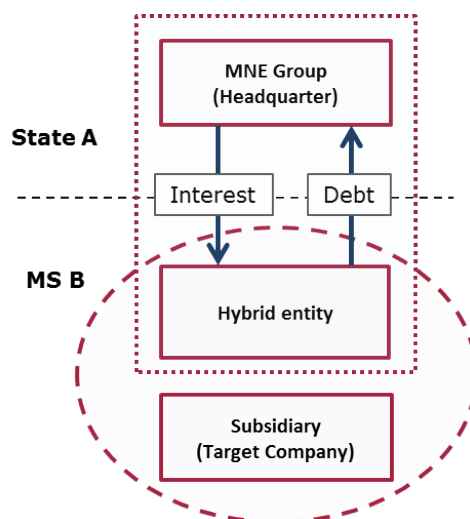 MNE Group
(Headquarter)
State A
Interest
Debt
MS B
Hybrid entity
Subsidiary
(Target Company)